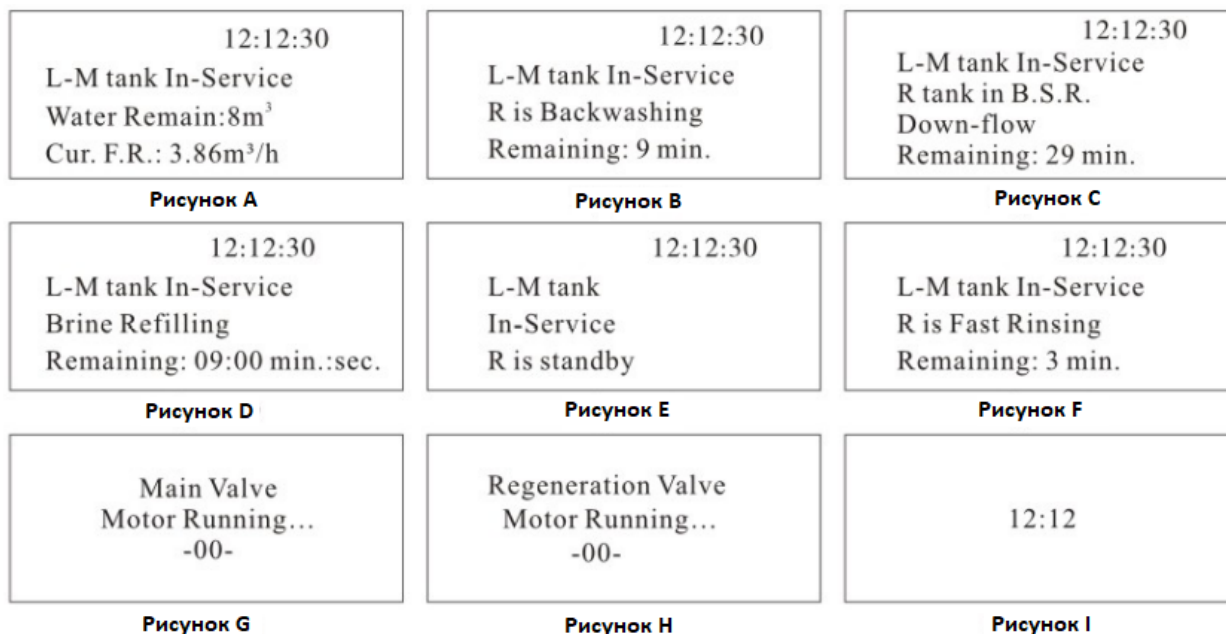 12:12:30
L-M tank In-Service
Water Remain:8m³
Cur. F.R.: 3.86m³/h
Рисунок A
12:12:30
L-M tank In-Service
R is Backwashing
Remaining: 9 min.
Рисунок B
12:12:30
L-M tank In-Service
R tank in B.S.R.
Down-flow
Remaining: 29 min.
Рисунок C
12:12:30
L-M tank In-Service
Brine Refilling
Remaining: 09:00 min.:sec.
Рисунок D
12:12:30
L-M tank
In-Service
R is standby
Рисунок E
12:12:30
L-M tank In-Service
R is Fast Rinsing
Remaining: 3 min.
Рисунок F
Main Valve
Motor Running...
-00-
Рисунок G
Regeneration Valve
Motor Running...
-00-
Рисунок H
12:12
Рисунок I